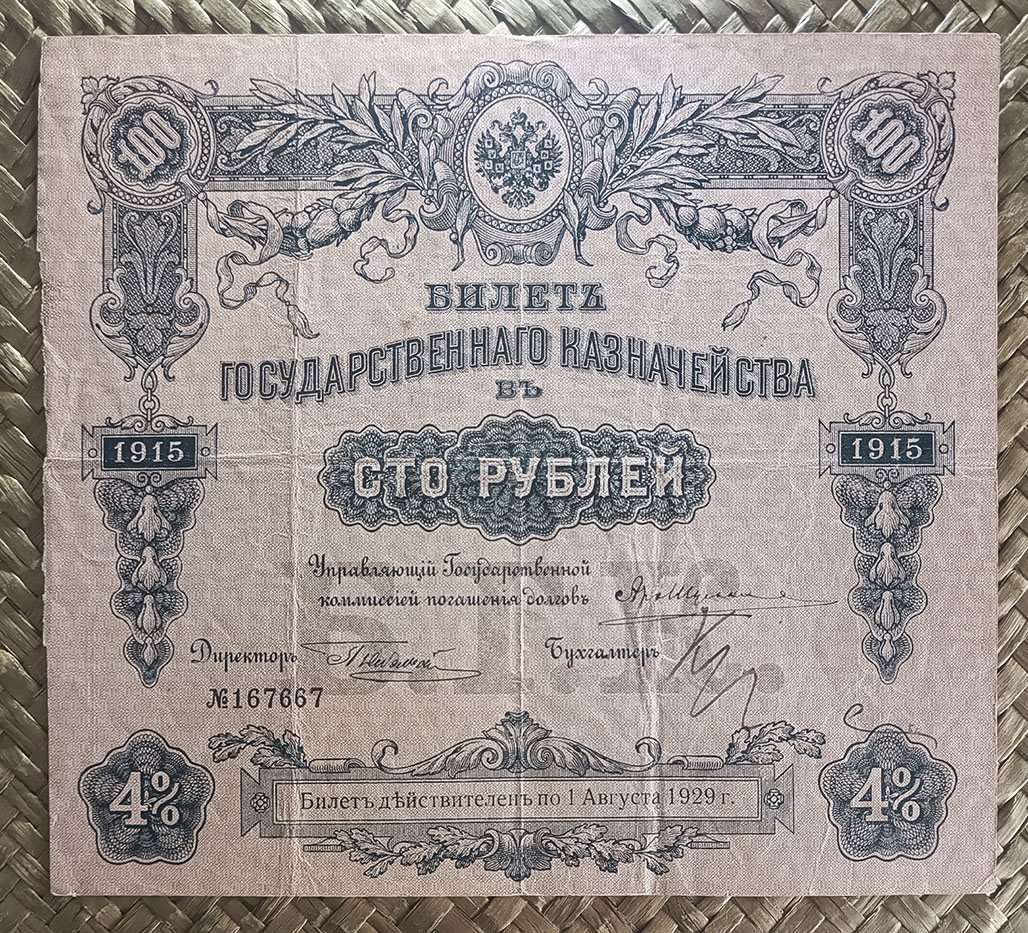 100 100
БИЛЕТЪ
ГОСУДАРСТВЕННАГО КАЗНАЧЕЙСТВА
ВЪ
1915 1915
СТО РУБЛЕЙ
Управляющій Государственной
коммиссіей погашенія долговъ
Директоръ Бухгалтеръ
№167667
4% 4%
Билетъ дѣйствителенъ по 1 Августа 1929 г.